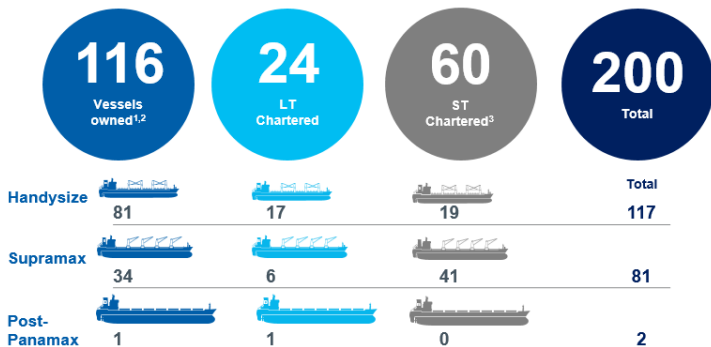 116
Vessels
owned1,2
24
LT
Chartered
60
ST
Chartered3
200
Total
Total
Handysize
81 17 19 117
Supramax
34 6 41 81
Post-
Panamax
1 1 0 2